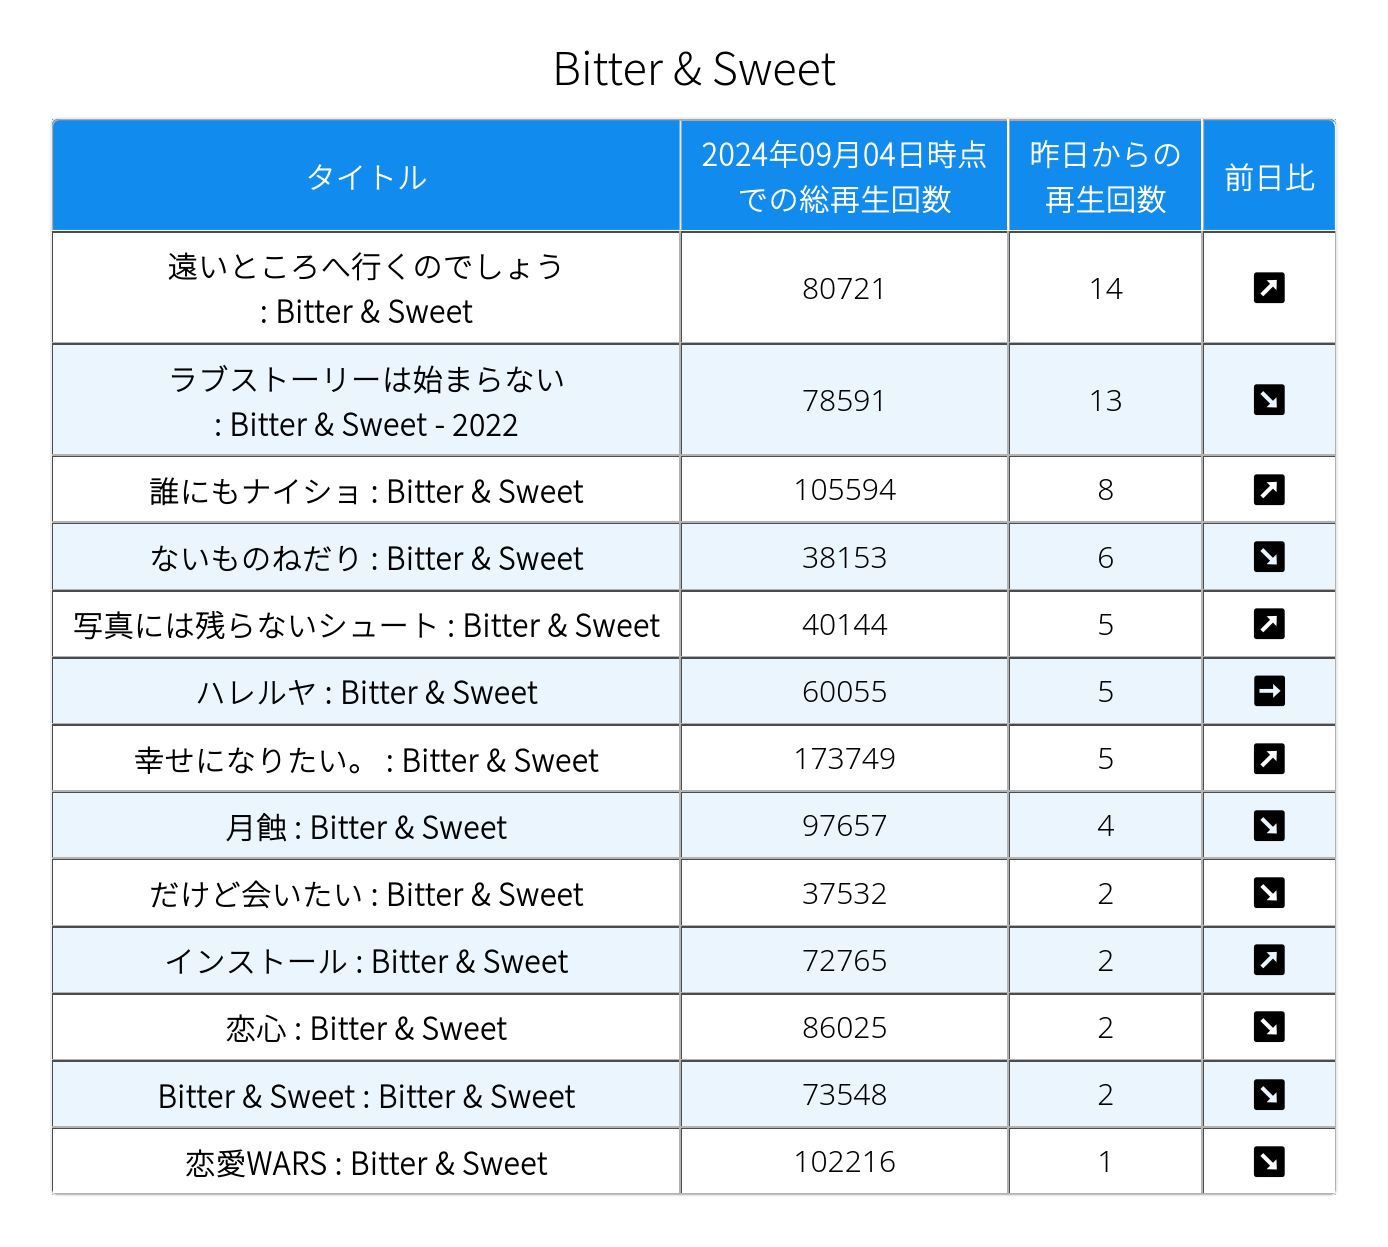 Bitter & Sweet
タイトル
2024年09月04日時点
での総再生回数
昨日からの
再生回数
前日比
遠いところへ行くのでしょう
: Bitter & Sweet
80721
14
ラブストーリーは始まらない
: Bitter & Sweet - 2022
78591
13
誰にもナイショ : Bitter & Sweet
105594
8
ないものねだり : Bitter & Sweet
38153
6
写真には残らないシュート : Bitter & Sweet
40144
5
ハレルヤ : Bitter & Sweet
60055
5
幸せになりたい。 : Bitter & Sweet
173749
5
月蝕 : Bitter & Sweet
97657
4
だけど会いたい : Bitter & Sweet
37532
2
インストール : Bitter & Sweet
72765
2
恋心 : Bitter & Sweet
86025
2
Bitter & Sweet : Bitter & Sweet
73548
2
恋愛WARS : Bitter & Sweet
102216
1